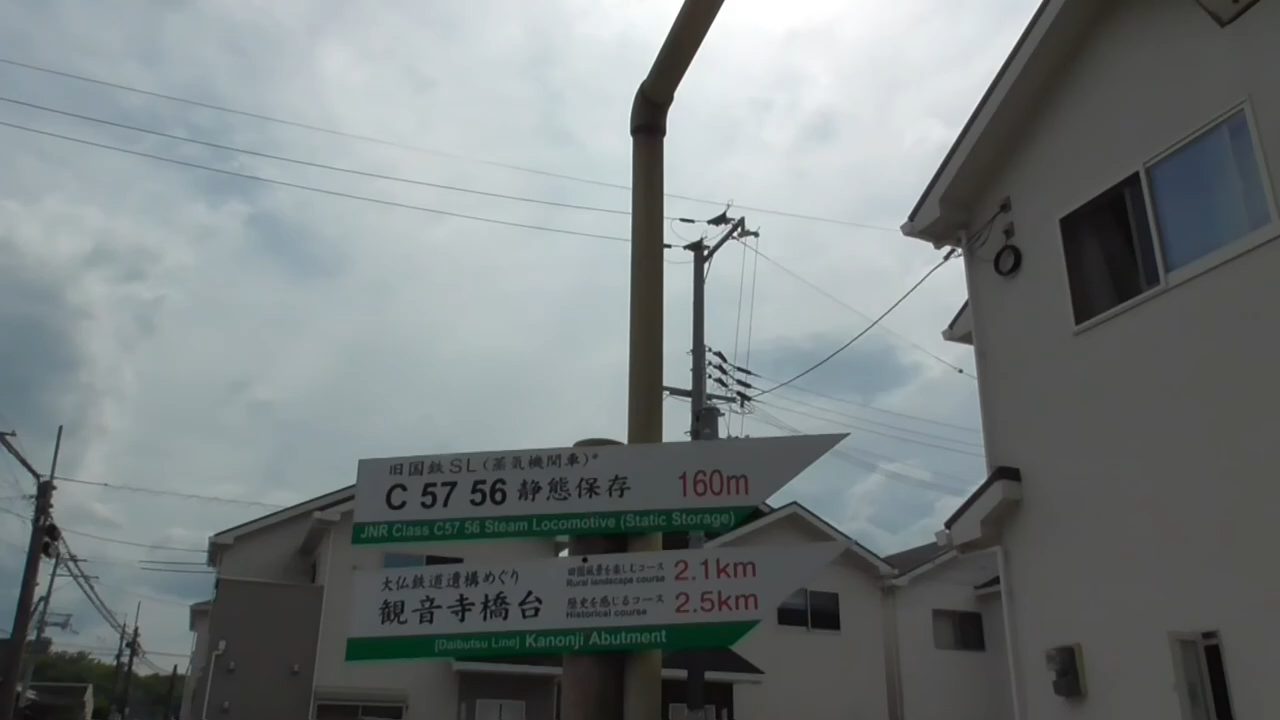 旧国鉄SL(蒸気機関車)*
C 57 56 静態保存 160m
JNR Class C57 56 Steam Locomotive (Static Storage)
大仏鉄道遺構めぐり
観音寺橋台
田園風景を楽しむコース
Rural landscape course 2.1km
歴史を感じるコース
Historical course 2.5km
[Daibutsu Line] Kanonji Abutment